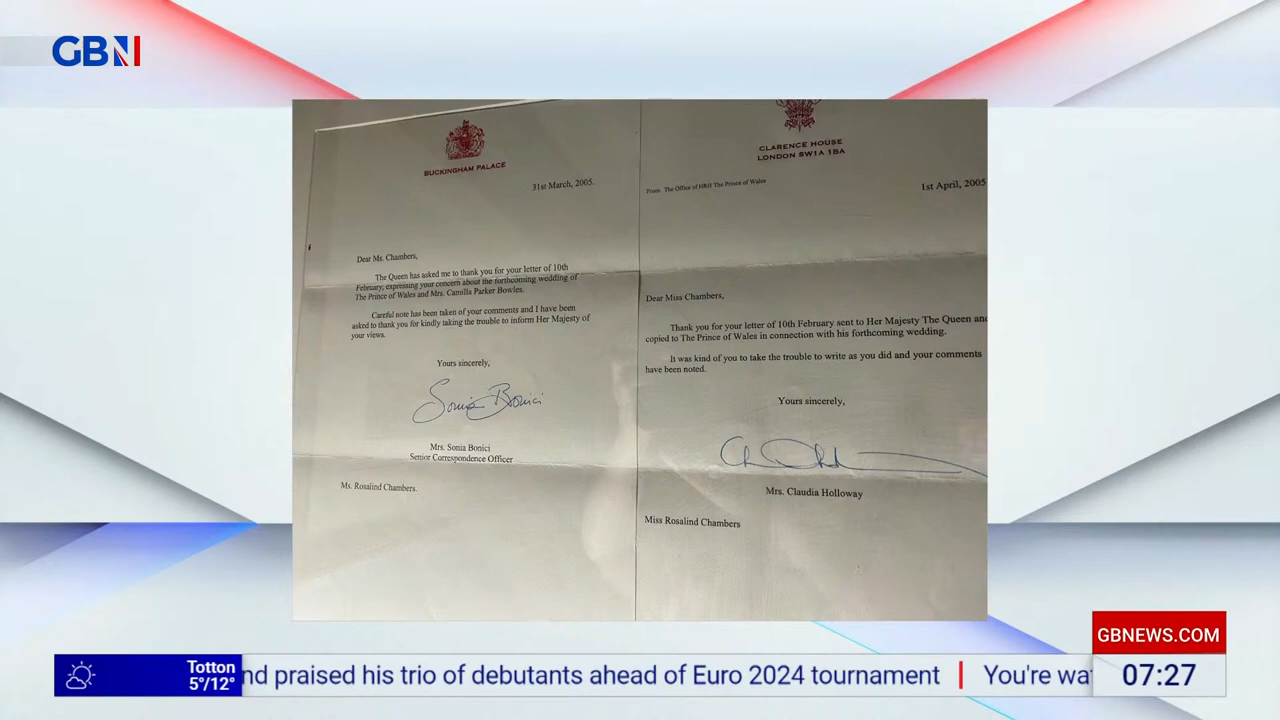 GBN
BUCKINGHAM PALACE
31st March, 2005.
Dear Ms. Chambers,
The Queen has asked me to thank you for your letter of 10th
February, expressing your concern about the forthcoming wedding of
The Prince of Wales and Mrs. Camilla Parker Bowles.
Careful note has been taken of your comments and I have been
asked to thank you for kindly taking the trouble to inform Her Majesty of
your views.
Yours sincerely,
Sonia Bonici
Mrs. Sonia Bonici
Senior Correspondence Officer
Ms. Rosalind Chambers.
CLARENCE HOUSE
LONDON SW1A 1BA
From: The Office of HRH The Prince of Wales
1st April, 2005
Dear Miss Chambers,
Thank you for your letter of 10th February sent to Her Majesty The Queen and
copied to The Prince of Wales in connection with his forthcoming wedding.
It was kind of you to take the trouble to write as you did and your comments
have been noted.
Yours sincerely,
Mrs. Claudia Holloway
Miss Rosalind Chambers
GBNEWS.COM
Totton
5°/12°
nd praised his trio of debutants ahead of Euro 2024 tournament | You're wa
07:27